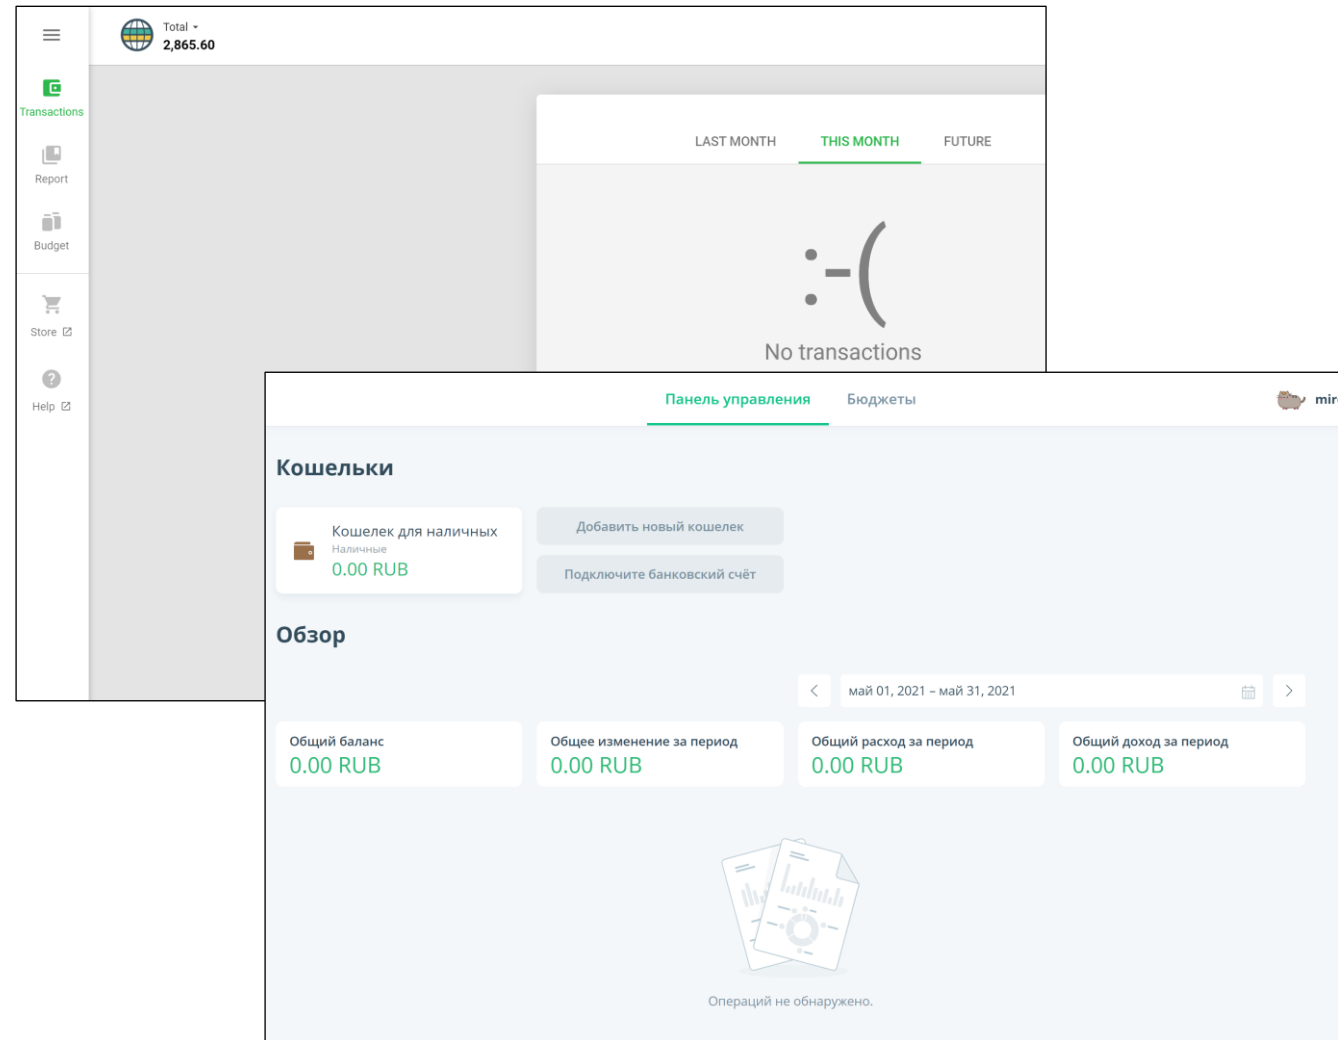 Total
2,865.60
Transactions
Report
Budget
Store
Help
LAST MONTH THIS MONTH FUTURE
:-(
No transactions
Панель управления Бюджеты
Кошельки
Кошелек для наличных
Наличные
0.00 RUB
Добавить новый кошелек
Подключите банковский счёт
Обзор
май 01, 2021 – май 31, 2021
Общий баланс
0.00 RUB
Общее изменение за период
0.00 RUB
Общий расход за период
0.00 RUB
Общий доход за период
0.00 RUB
Операций не обнаружено.